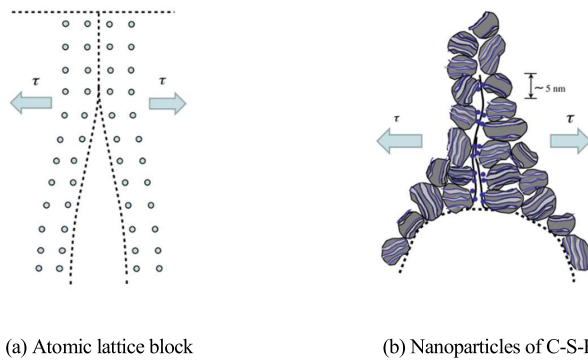 τ τ
~ 5 nm
τ τ
(a) Atomic lattice block
(b) Nanoparticles of C-S-